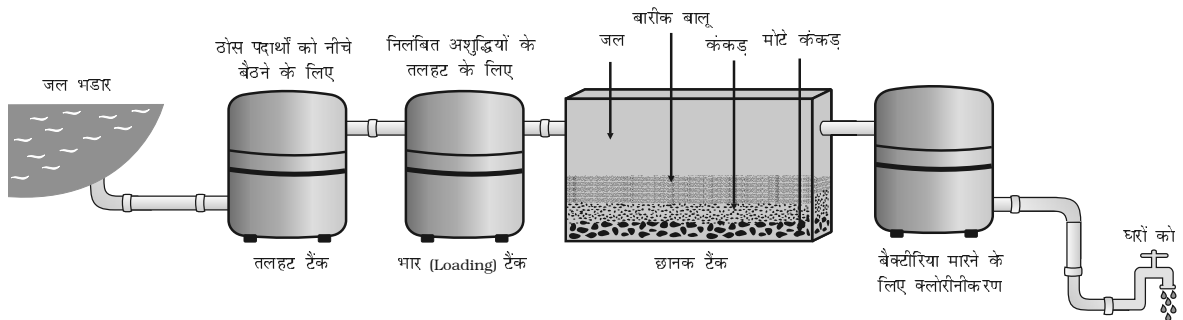 जल भडार
ठोस पदार्थों को नीचे
बैठने के लिए
तलहट टैंक
निलंबित अशुद्धियों के
तलहट के लिए
भार (Loading) टैंक
जल
बारीक बालू
कंकड़
मोटे कंकड़
छानक टैंक
बैक्टीरिया मारने के
लिए क्लोरीनीकरण
घरों को